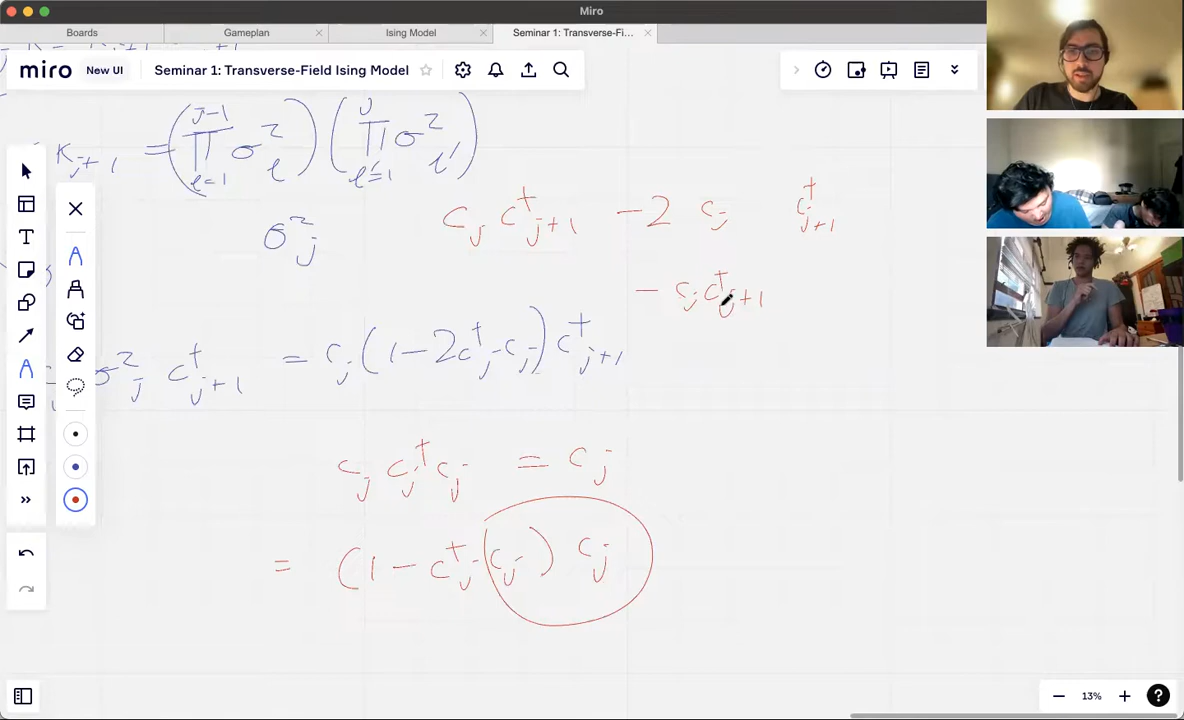 Miro
Boards
Gameplan
Ising Model
Seminar 1: Transverse-Fi...
miro
New UI
Seminar 1: Transverse-Field Ising Model
K_{j+1} = (∏_{l=1}^{j-1} σ^z_l) (∏_{l'=1}^{j} σ^z_{l'})
σ^z_j
c_j c^†_{j+1} - 2 c_j c^†_{j+1}
- c_j c^†_{j+1}
σ^z_j c^†_{j+1} = c_j (1 - 2c^†_j c_j) c^†_{j+1}
c_j c^†_j c_j = c_j
= (1 - c^†_j c_j) c_j
13%